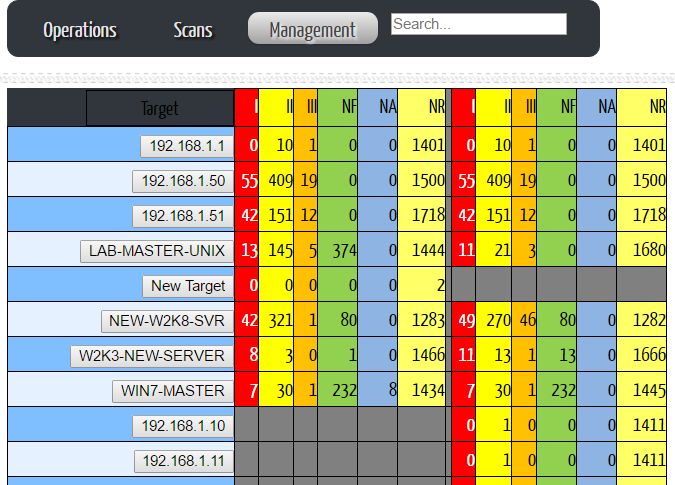 Operations Scans Management Search...
Target I II III NF NA NR I II III NF NA NR
192.168.1.1 0 10 1 0 0 1401 0 10 1 0 0 1401
192.168.1.50 55 409 19 0 0 1500 55 409 19 0 0 1500
192.168.1.51 42 151 12 0 0 1718 42 151 12 0 0 1718
LAB-MASTER-UNIX 13 145 5 374 0 1444 11 21 3 0 0 1680
New Target 0 0 0 0 0 2
NEW-W2K8-SVR 42 321 1 80 0 1283 49 270 46 80 0 1282
W2K3-NEW-SERVER 8 3 0 1 0 1466 11 13 1 13 0 1666
WIN7-MASTER 7 30 1 232 8 1434 7 30 1 232 0 1445
192.168.1.10 0 1 0 0 0 1411
192.168.1.11 0 1 0 0 0 1411